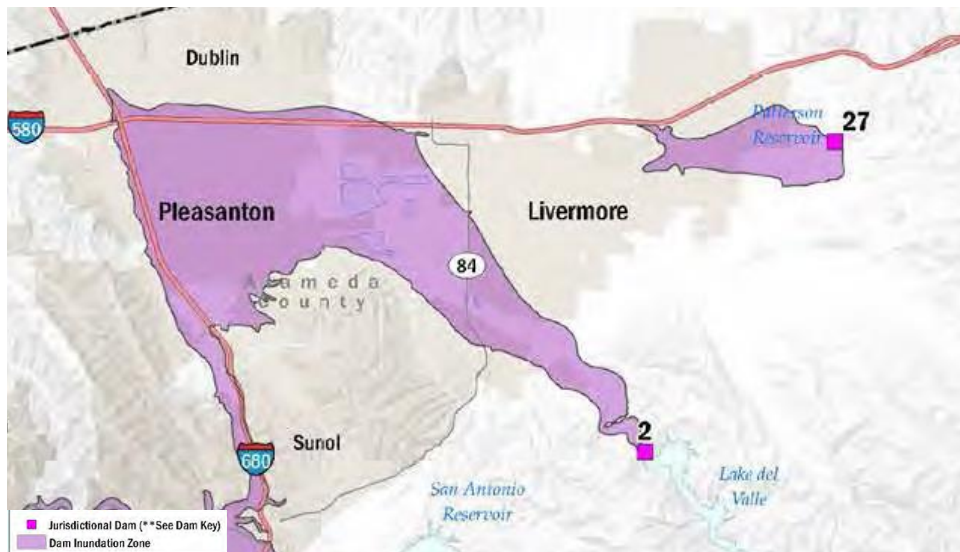 Dublin
580
Patterson
Reservoir
27
Pleasanton
Livermore
84
Alameda
County
2
Sunol
680
Lake del
Valle
San Antonio
Reservoir
Jurisdictional Dam (**See Dam Key)
Dam Inundation Zone